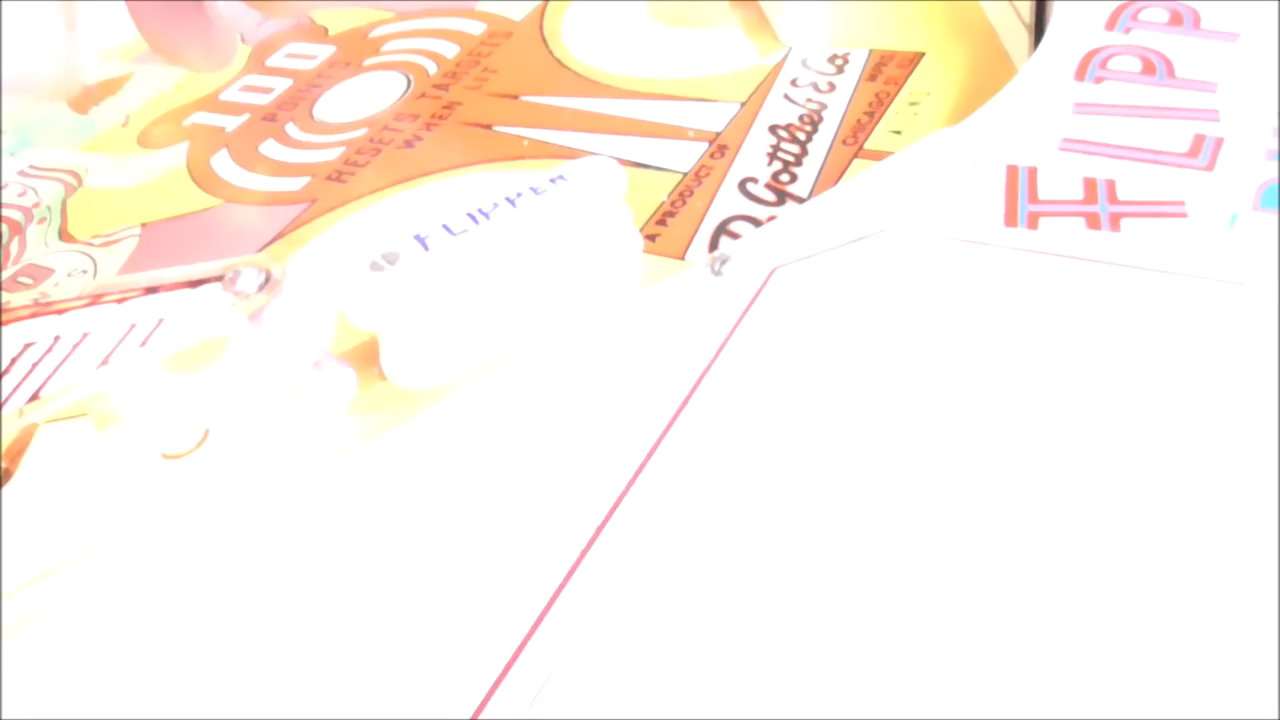 100
POINTS
RESETS TARGETS
WHEN LIT
A PRODUCT OF
D. Gottlieb & Co.
CHICAGO
FLIPPER
FLIPP